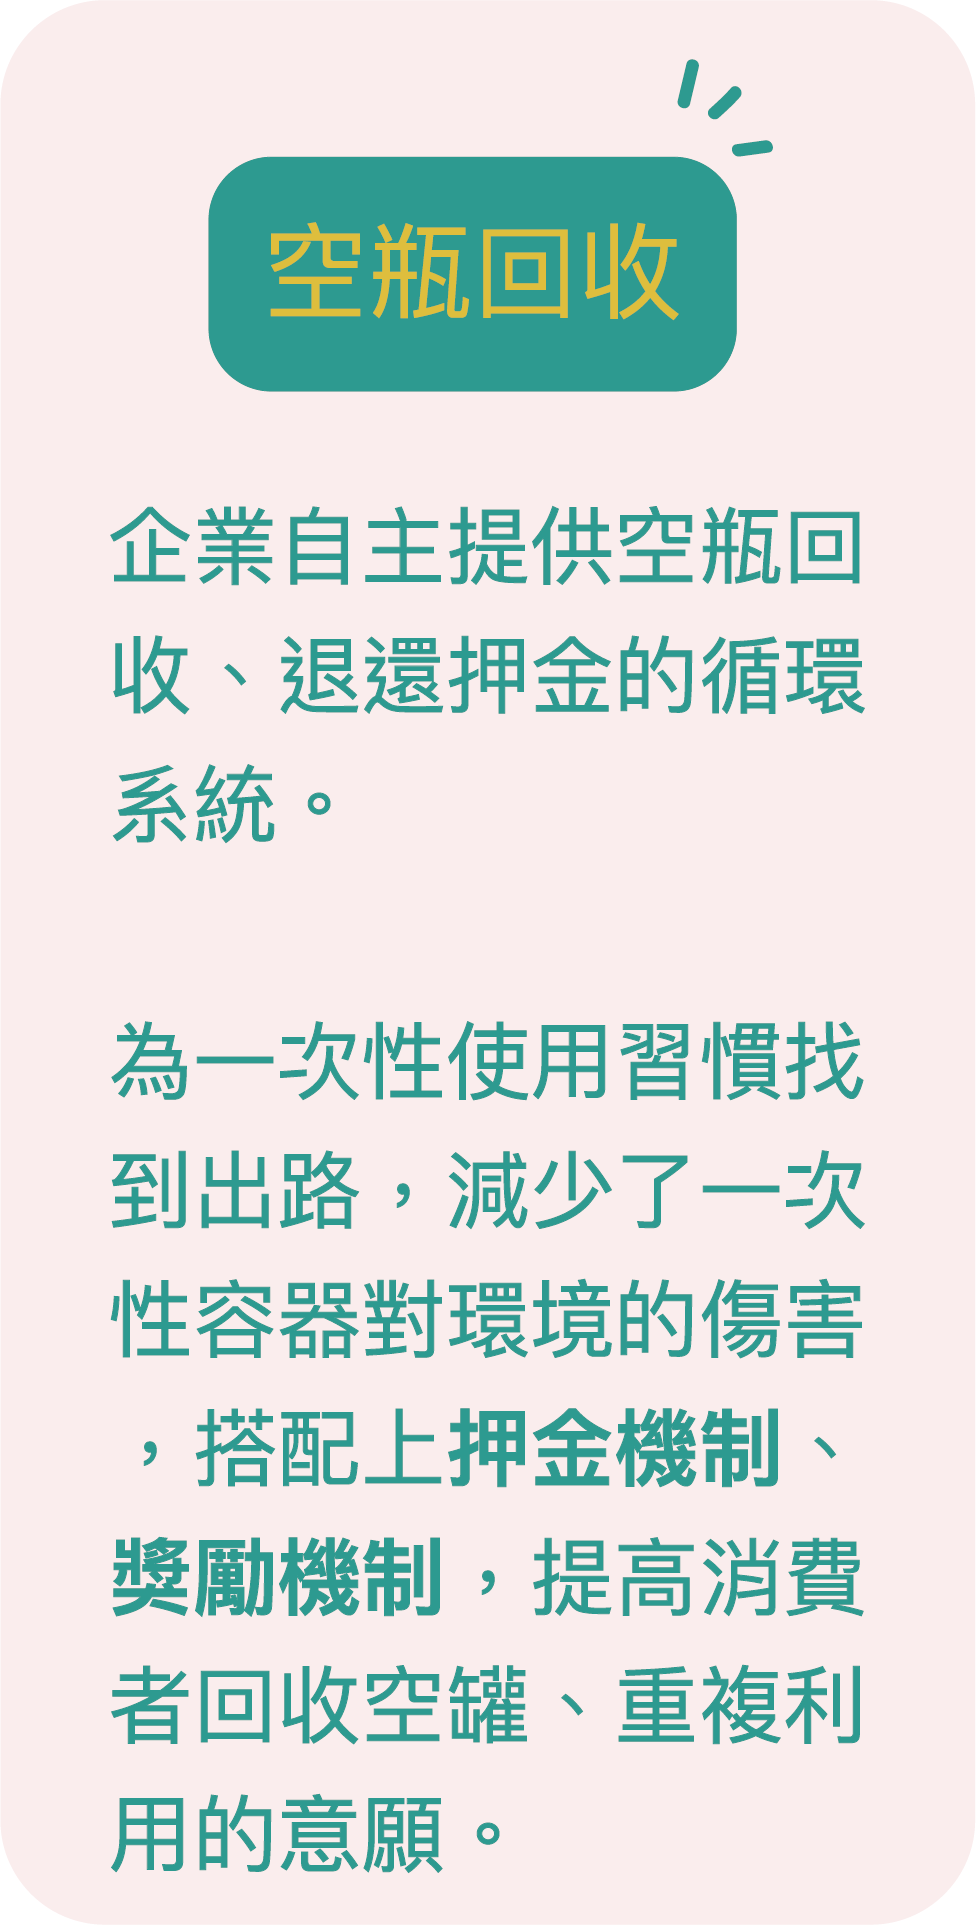 空瓶回收
企業自主提供空瓶回
收、退還押金的循環
系統。
為一次性使用習慣找
到出路，減少了一次
性容器對環境的傷害
，搭配上押金機制、
獎勵機制，提高消費
者回收空罐、重複利
用的意願。